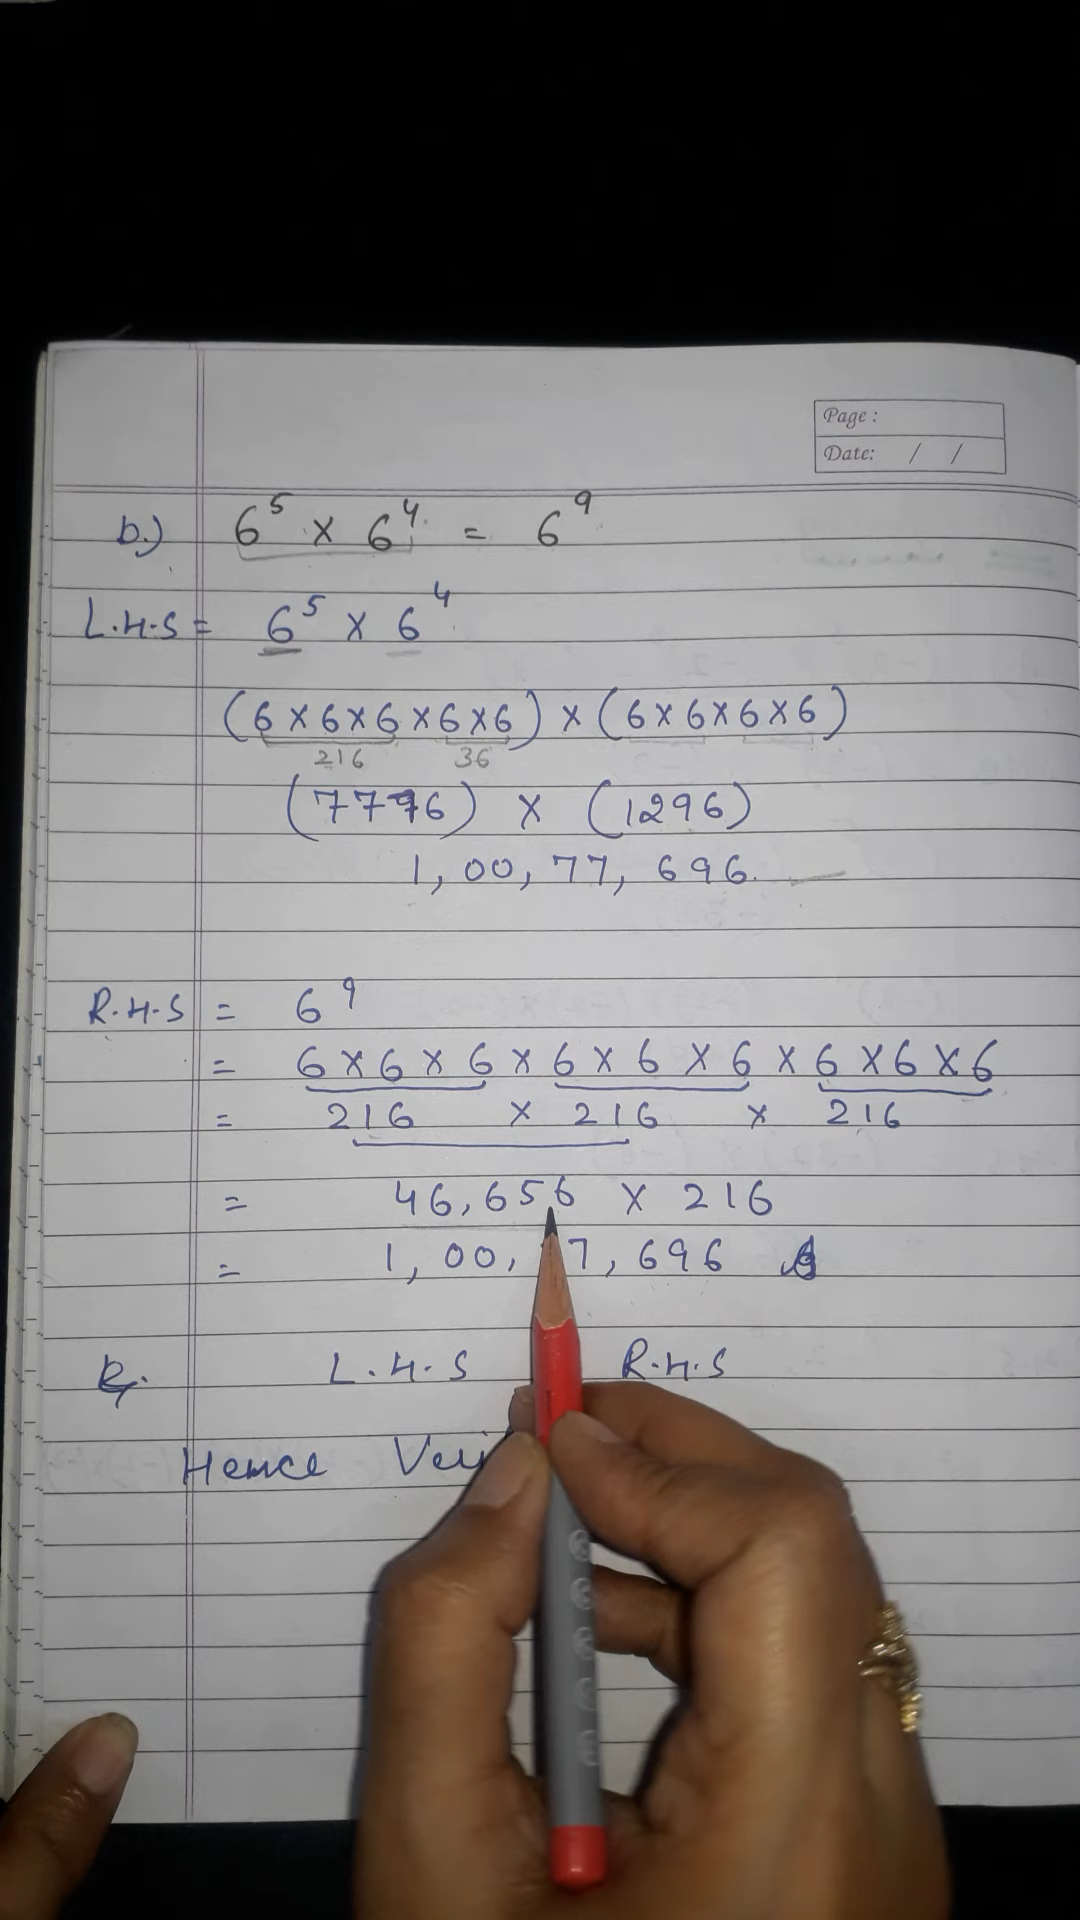 Page :
Date: / /
b.) 6⁵ × 6⁴ = 6⁹
L.H.S = 6⁵ × 6⁴
(6 × 6 × 6 × 6 × 6) × (6 × 6 × 6 × 6)
216 36
(7776) × (1296)
1,00,77,696.
R.H.S = 6⁹
= 6 × 6 × 6 × 6 × 6 × 6 × 6 × 6 × 6
= 216 × 216 × 216
= 46,656 × 216
= 1,00, 7,696
L.H.S R.H.S
Hence